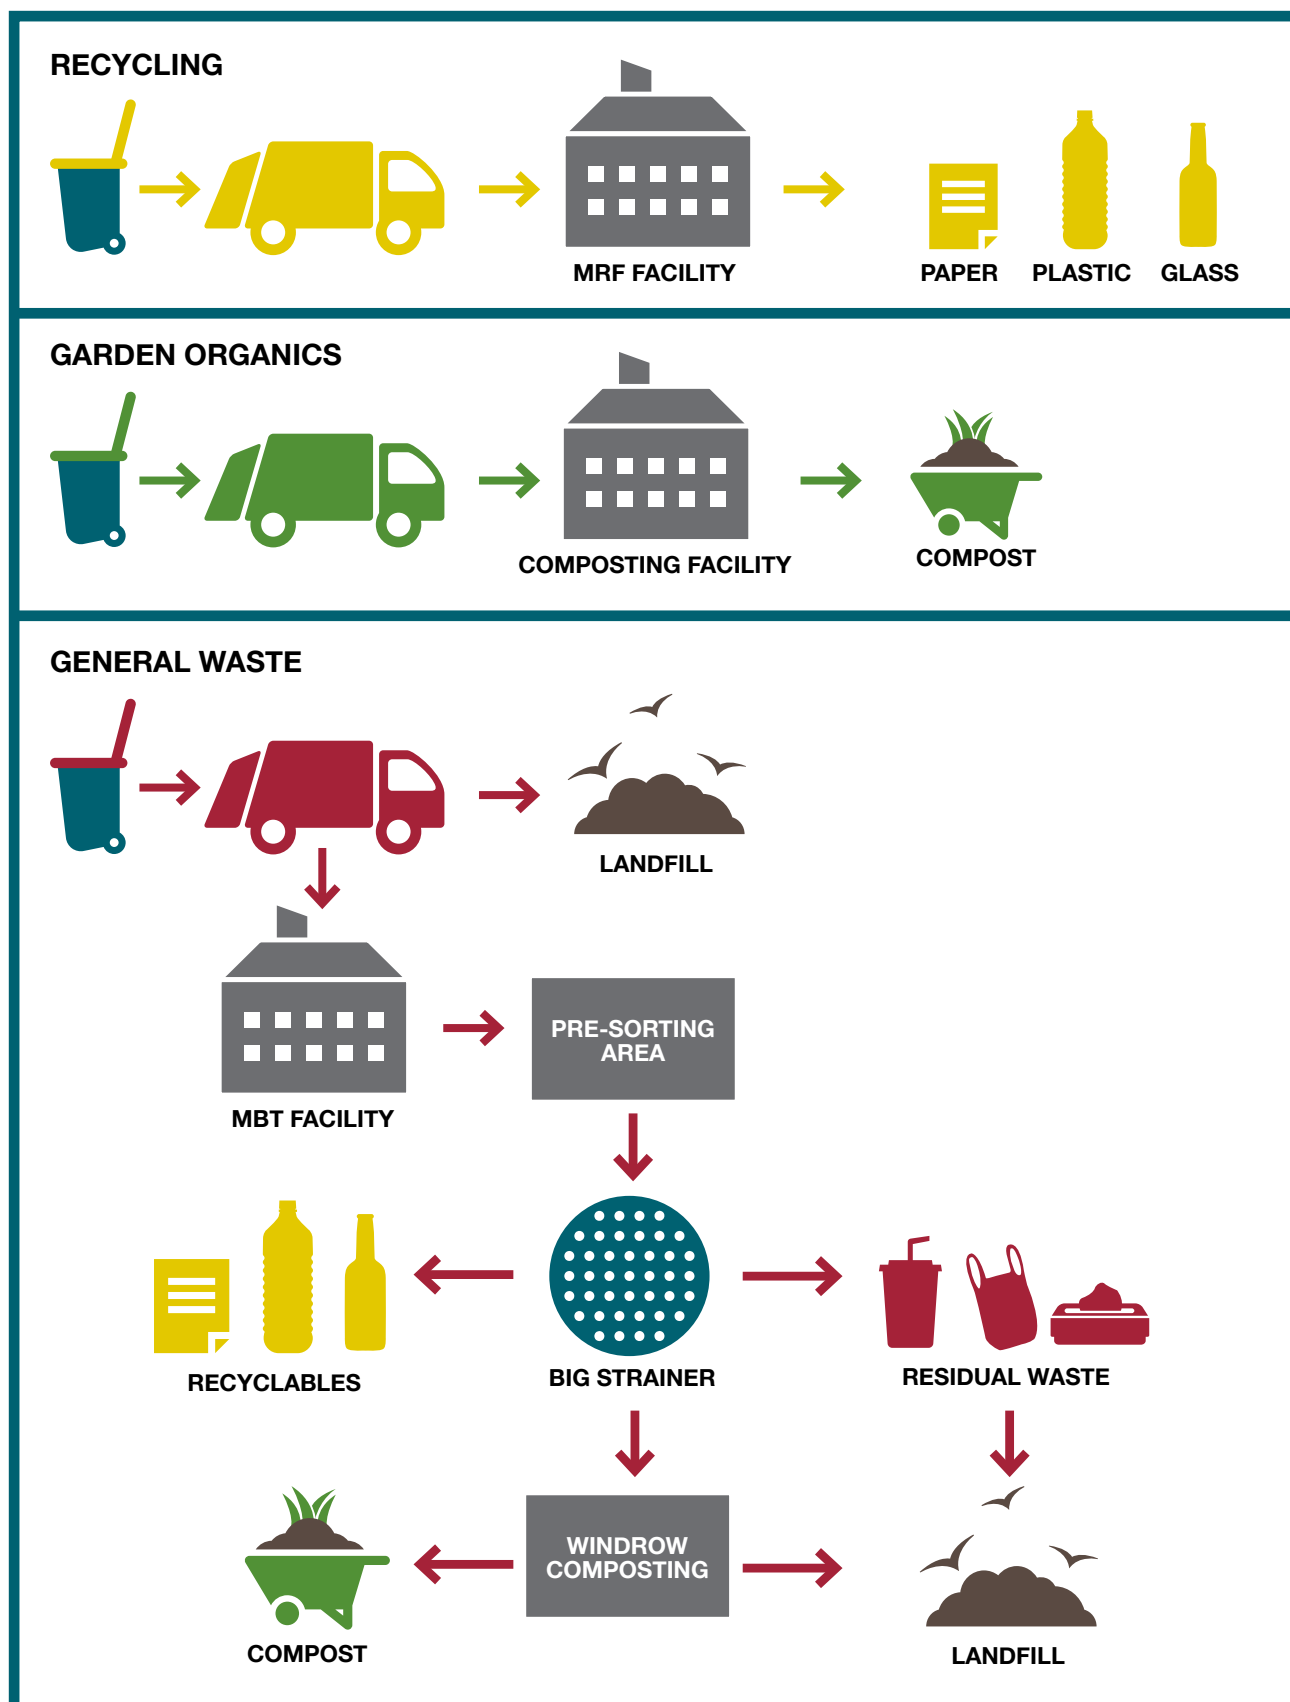 RECYCLING
MRF FACILITY
PAPER
PLASTIC
GLASS
GARDEN ORGANICS
COMPOSTING FACILITY
COMPOST
GENERAL WASTE
LANDFILL
MBT FACILITY
PRE-SORTING
AREA
RECYCLABLES
BIG STRAINER
RESIDUAL WASTE
WINDROW
COMPOSTING
COMPOST
LANDFILL